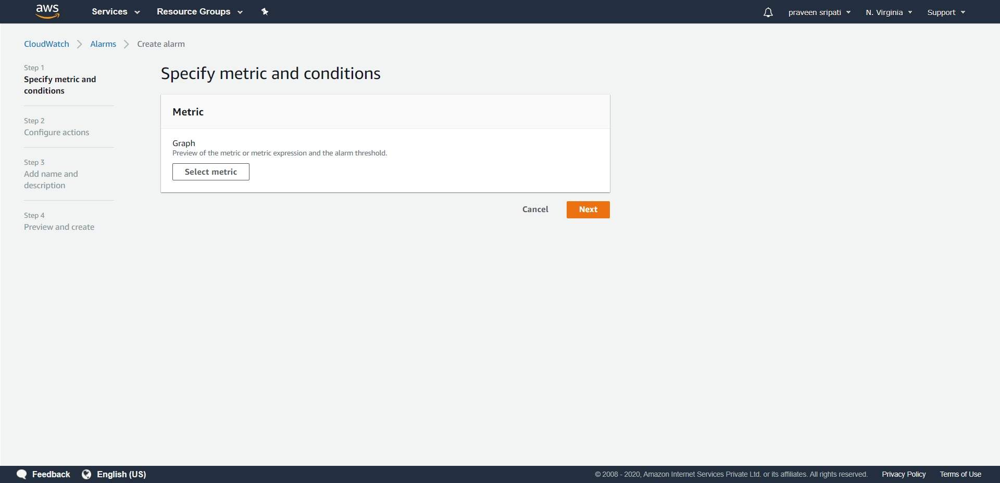 aws
Services
Resource Groups
praveen sripati
N. Virginia
Support
CloudWatch
Alarms
Create alarm
Step 1
Specify metric and
conditions
Step 2
Configure actions
Step 3
Add name and
description
Step 4
Preview and create
Specify metric and conditions
Metric
Graph
Preview of the metric or metric expression and the alarm threshold.
Select metric
Cancel
Next
Feedback
English (US)
© 2008 - 2020, Amazon Internet Services Private Ltd. or its affiliates. All rights reserved.
Privacy Policy
Terms of Use